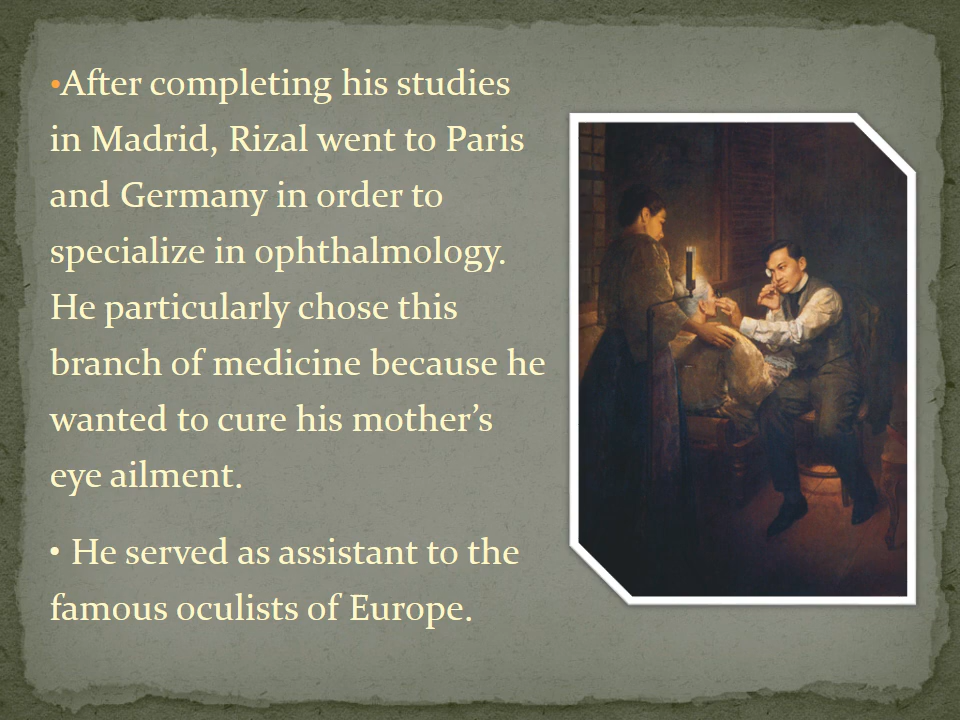 •After completing his studies
in Madrid, Rizal went to Paris
and Germany in order to
specialize in ophthalmology.
He particularly chose this
branch of medicine because he
wanted to cure his mother’s
eye ailment.
• He served as assistant to the
famous oculists of Europe.